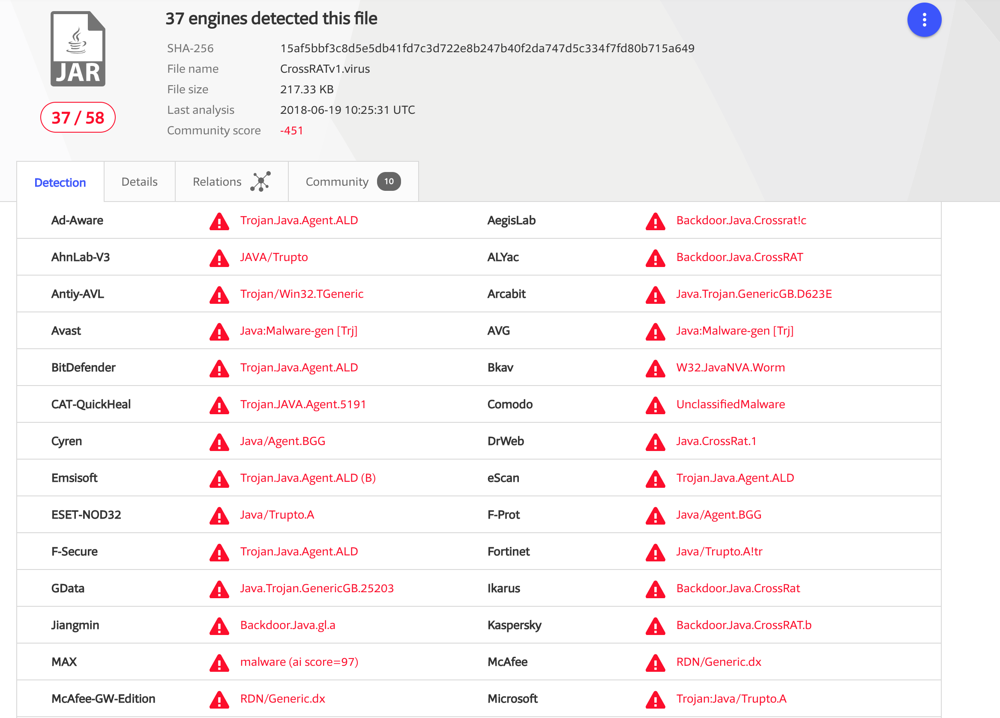 37 engines detected this file
JAR
37 / 58
SHA-256 15af5bbf3c8d5e5db41fd7c3d722e8b247b40f2da747d5c334f7fd80b715a649
File name CrossRATv1.virus
File size 217.33 KB
Last analysis 2018-06-19 10:25:31 UTC
Community score -451
Detection Details Relations Community 10
Ad-Aware Trojan.Java.Agent.ALD AegisLab Backdoor.Java.Crossrat!c
AhnLab-V3 JAVA/Trupto ALYac Backdoor.Java.CrossRAT
Antiy-AVL Trojan/Win32.TGeneric Arcabit Java.Trojan.GenericGB.D623E
Avast Java:Malware-gen [Trj] AVG Java:Malware-gen [Trj]
BitDefender Trojan.Java.Agent.ALD Bkav W32.JavaNVA.Worm
CAT-QuickHeal Trojan.JAVA.Agent.5191 Comodo UnclassifiedMalware
Cyren Java/Agent.BGG DrWeb Java.CrossRat.1
Emsisoft Trojan.Java.Agent.ALD (B) eScan Trojan.Java.Agent.ALD
ESET-NOD32 Java/Trupto.A F-Prot Java/Agent.BGG
F-Secure Trojan.Java.Agent.ALD Fortinet Java/Trupto.A!tr
GData Java.Trojan.GenericGB.25203 Ikarus Backdoor.Java.CrossRat
Jiangmin Backdoor.Java.gl.a Kaspersky Backdoor.Java.CrossRAT.b
MAX malware (ai score=97) McAfee RDN/Generic.dx
McAfee-GW-Edition RDN/Generic.dx Microsoft Trojan:Java/Trupto.A